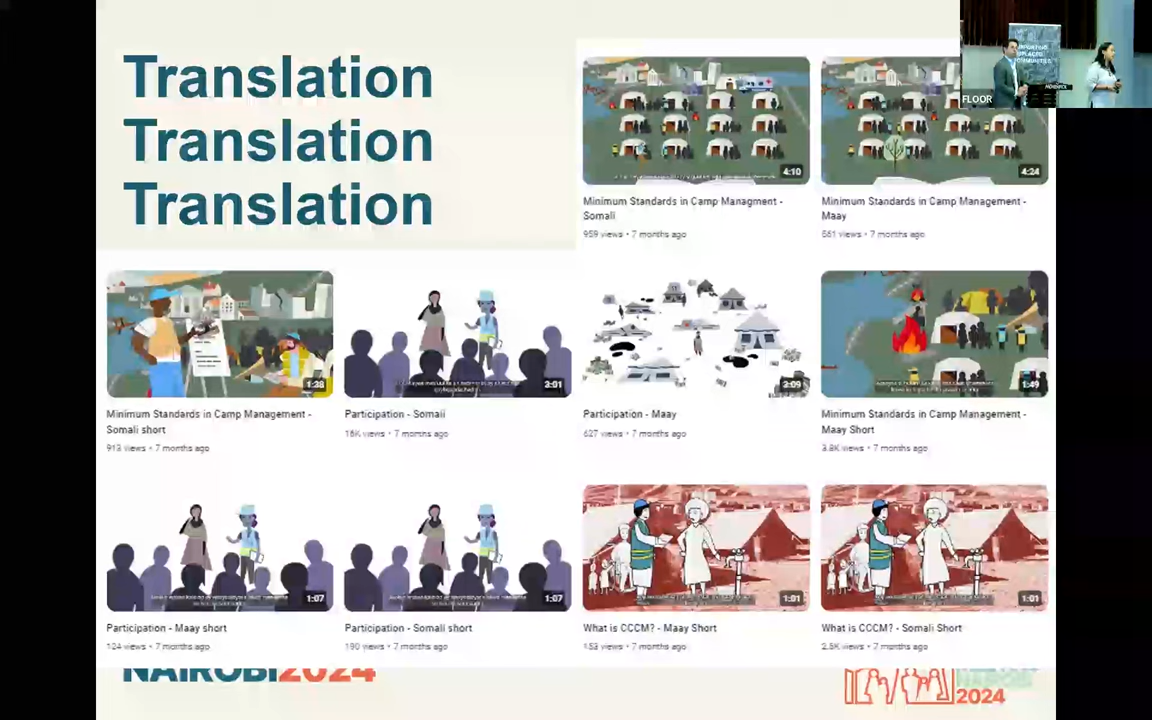 Translation
Translation
Translation
FLOOR
4:10
Minimum Standards in Camp Managment -
Somali
959 views • 7 months ago
4:24
Minimum Standards in Camp Management -
Maay
561 views • 7 months ago
1:38
Minimum Standards in Camp Management -
Somali short
913 views • 7 months ago
3:01
Participation - Somali
16K views • 7 months ago
3:09
Participation - Maay
627 views • 7 months ago
1:49
Minimum Standards in Camp Management -
Maay Short
3.8K views • 7 months ago
1:07
Participation - Maay short
124 views • 7 months ago
1:07
Participation - Somali short
190 views • 7 months ago
1:01
What is CCCM? - Maay Short
153 views • 7 months ago
1:01
What is CCCM? - Somali Short
2.5K views • 7 months ago
NAIROBI2024
2024